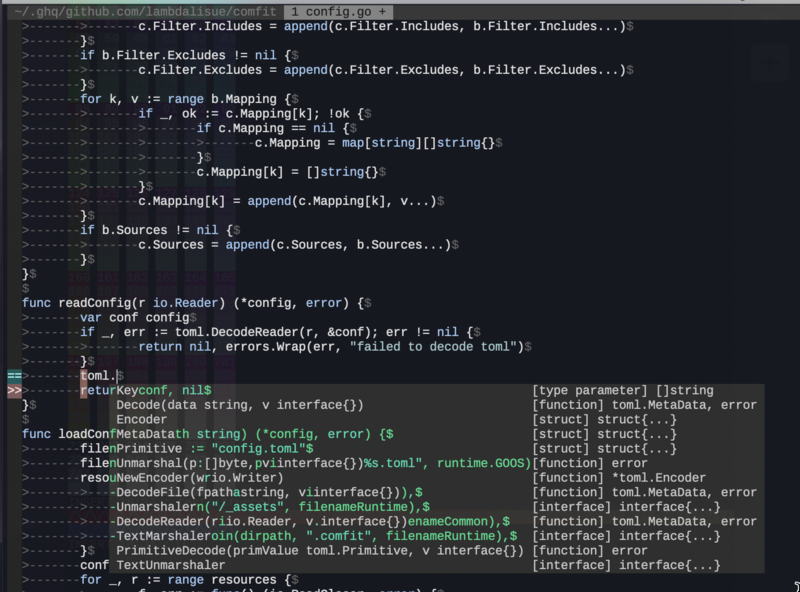 ~/.ghq/github.com/lambdalisue/comfit  1 config.go +
>-------->-------c.Filter.Includes = append(c.Filter.Includes, b.Filter.Includes...)$
>-------}$
>-------if b.Filter.Excludes != nil {$
>------->-------c.Filter.Excludes = append(c.Filter.Excludes, b.Filter.Excludes...)$
>-------}$
>-------for k, v := range b.Mapping {$
>------->-------if _, ok := c.Mapping[k]; !ok {$
>------->------->-------if c.Mapping == nil {$
>------->------->------->-------c.Mapping = map[string][]string{}$
>------->------->-------}$
>------->------->-------c.Mapping[k] = []string{}$
>------->-------}$
>------->-------c.Mapping[k] = append(c.Mapping[k], v...)$
>-------}$
>-------if b.Sources != nil {$
>------->-------c.Sources = append(c.Sources, b.Sources...)$
>-------}$
}$
$
func readConfig(r io.Reader) (*config, error) {$
>-------var conf config$
>-------if _, err := toml.DecodeReader(r, &conf); err != nil {$
>------->-------return nil, errors.Wrap(err, "failed to decode toml")$
>-------}$
==>-------toml.$
>>>-------returKeyconf, nil$ [type parameter] []string
}$ Decode(data string, v interface{}) [function] toml.MetaData, error
$ Encoder [struct] struct{...}
func loadConfMetaDatath string) (*config, error) {$ [struct] struct{...}
>-------filenPrimitive := "config.toml"$ [struct] struct{...}
>-------filenUnmarshal(p:[]byte,pviinterface{})%s.toml", runtime.GOOS)[function] error
>-------resouNewEncoder(wrio.Writer) [function] *toml.Encoder
>------->-------DecodeFile(fpathastring, viinterface{})),$ [function] toml.MetaData, error
>------->-------Unmarshalern("/_assets", filenameRuntime),$ [interface] interface{...}
>------->-------DecodeReader(riio.Reader, v.interface{})enameCommon),$ [function] toml.MetaData, error
>------->-------TextMarshaleroin(dirpath, ".comfit", filenameRuntime),$ [interface] interface{...}
>-------}$ PrimitiveDecode(primValue toml.Primitive, v interface{}) [function] error
>-------conf TextUnmarshaler [interface] interface{...}
>-------for _, r := range resources {$